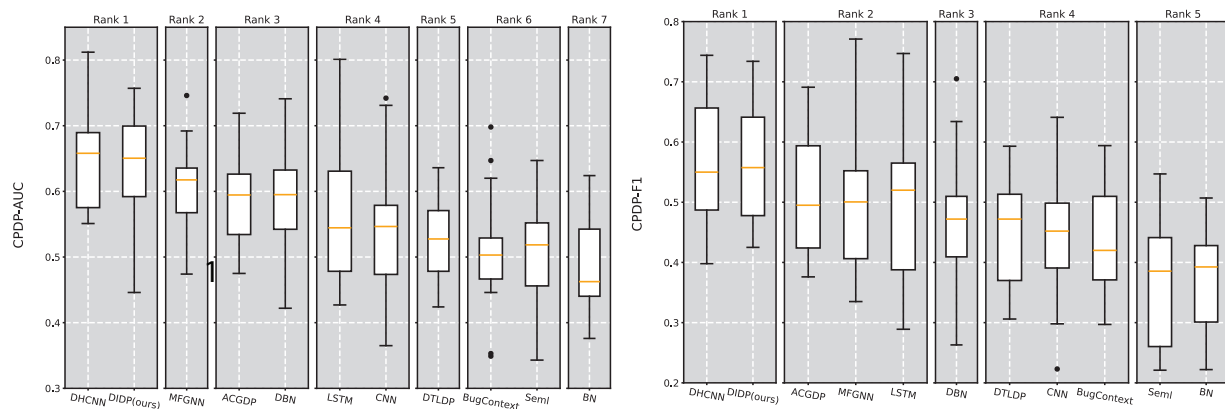 Rank 1 Rank 2 Rank 3 Rank 4 Rank 5 Rank 6 Rank 7
CPDP-AUC
0.8
0.7
0.6
0.5
0.4
0.3
1
DHCNN DIDP(ours) MFGNN ACGDP DBN LSTM CNN DTLDP BugContext Seml BN
Rank 1 Rank 2 Rank 3 Rank 4 Rank 5
CPDP-F1
0.8
0.7
0.6
0.5
0.4
0.3
0.2
DHCNN DIDP(ours) ACGDP MFGNN LSTM DBN DTLDP CNN BugContext Seml BN